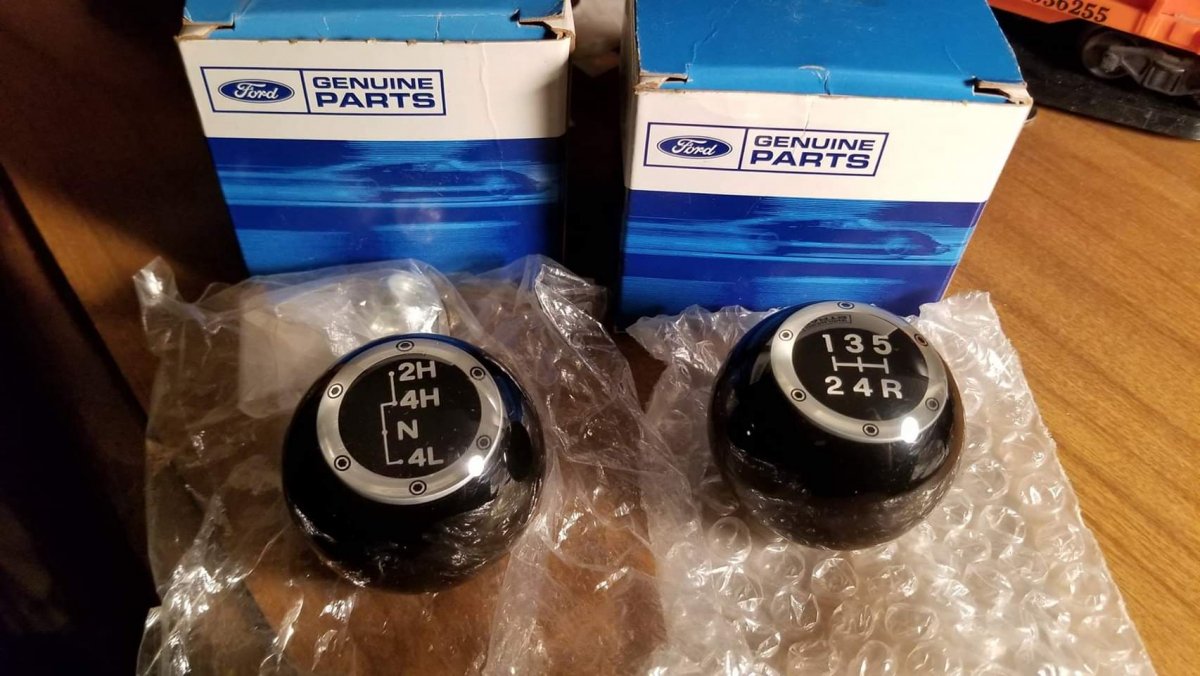 Ford GENUINE
PARTS
Ford GENUINE
PARTS
2H
4H
N
4L
1 3 5
2 4 R